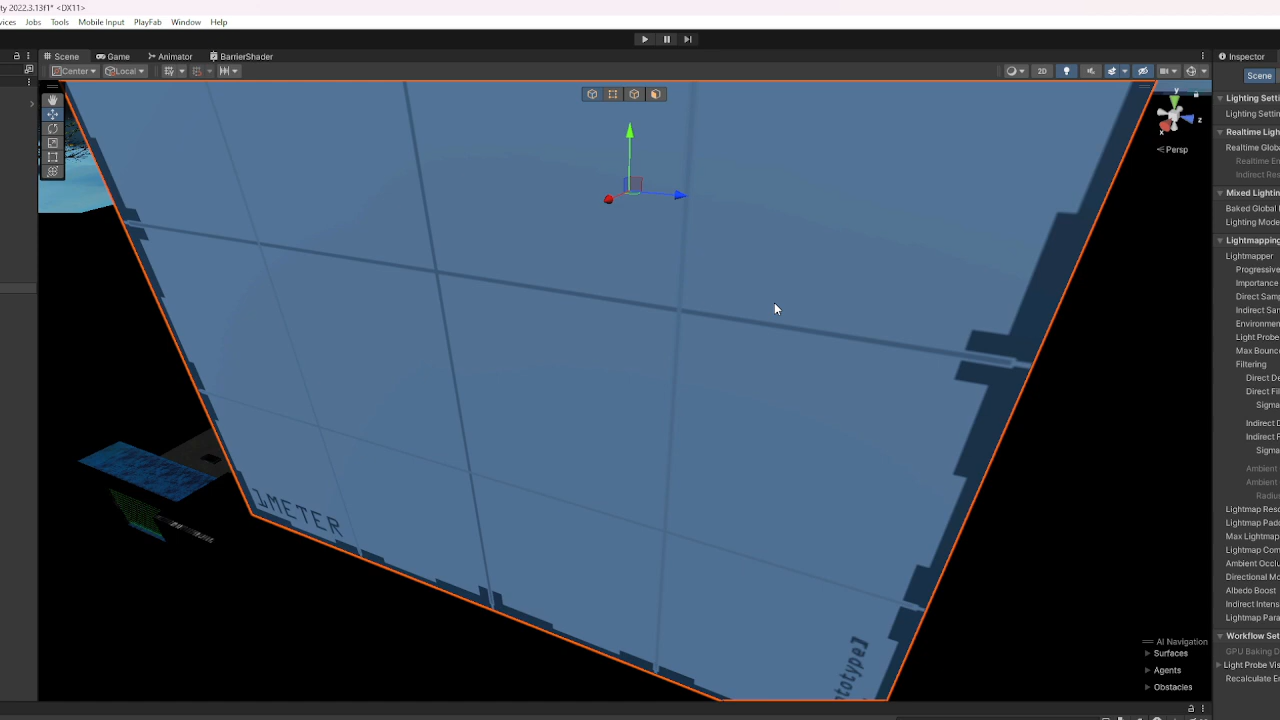 ty 2022.3.13f1* <DX11>
vices Jobs Tools Mobile Input PlayFab Window Help
Scene Game Animator BarrierShader Inspector
Center Local 2D Scene
y
z
x
Persp
Lighting Setti
Lighting Settin
Realtime Ligh
Realtime Globa
Realtime En
Indirect Res
Mixed Lightin
Baked Global I
Lighting Mode
Lightmapping
Lightmapper
Progressive
Importance
Direct Samp
Indirect Sam
Environmen
Light Probe
Max Bounce
Filtering
Direct De
Direct Fil
Sigma
Indirect D
Indirect F
Sigma
Ambient
Ambient
Radiu
Lightmap Reso
Lightmap Padd
Max Lightmap
Lightmap Com
Ambient Occlu
Directional Mo
Albedo Boost
Indirect Intens
Lightmap Para
Workflow Set
GPU Baking D
Light Probe Vis
Recalculate En
1METER
totype]
AI Navigation
Surfaces
Agents
Obstacles